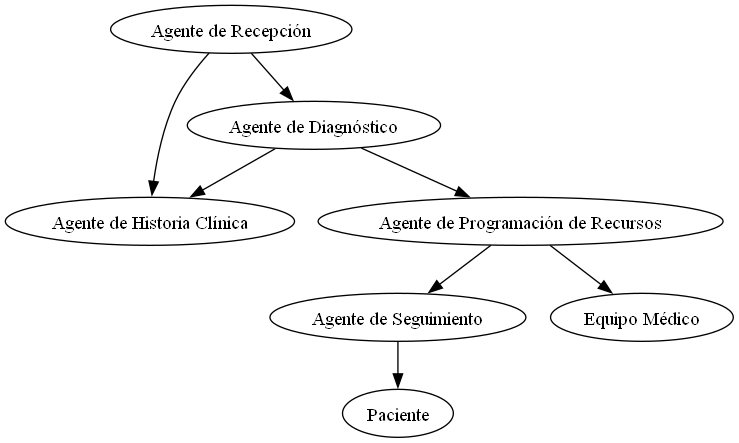 Agente de Recepción
Agente de Diagnóstico
Agente de Historia Clínica
Agente de Programación de Recursos
Agente de Seguimiento
Equipo Médico
Paciente